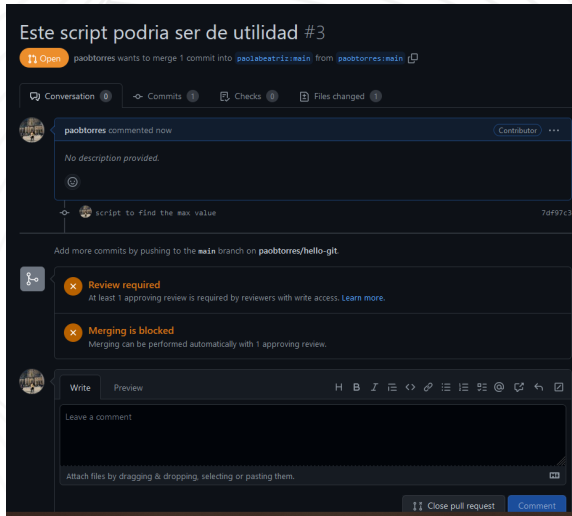 Este script podria ser de utilidad #3
Open paobtorres wants to merge 1 commit into paolabeatriz:main from paobtorres:main
Conversation 0 Commits 1 Checks 0 Files changed 1
paobtorres commented now Contributor
No description provided.
script to find the max value 7df97c3
Add more commits by pushing to the main branch on paobtorres/hello-git.
Review required
At least 1 approving review is required by reviewers with write access. Learn more.
Merging is blocked
Merging can be performed automatically with 1 approving review.
Write Preview H B I
Leave a comment
Attach files by dragging & dropping, selecting or pasting them.
Close pull request Comment